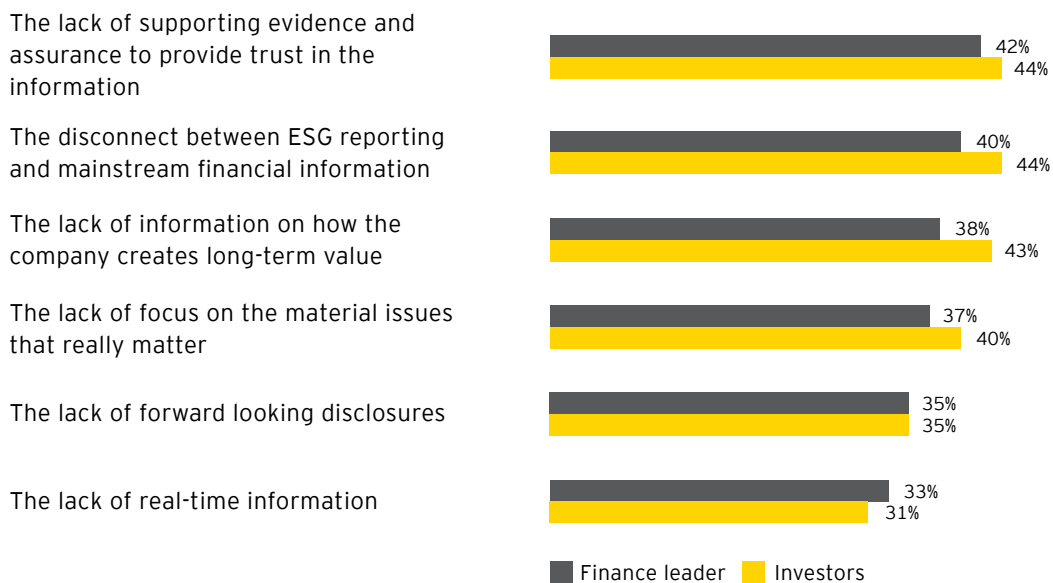 The lack of supporting evidence and
assurance to provide trust in the
information
42%
44%
The disconnect between ESG reporting
and mainstream financial information
40%
44%
The lack of information on how the
company creates long-term value
38%
43%
The lack of focus on the material issues
that really matter
37%
40%
The lack of forward looking disclosures
35%
35%
The lack of real-time information
33%
31%
Finance leader Investors